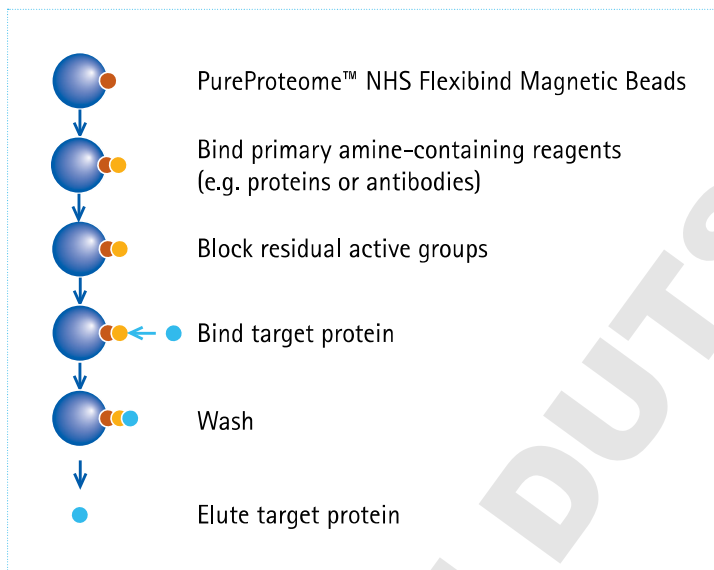 PureProteome™ NHS Flexibind Magnetic Beads
Bind primary amine-containing reagents
(e.g. proteins or antibodies)
Block residual active groups
Bind target protein
Wash
Elute target protein